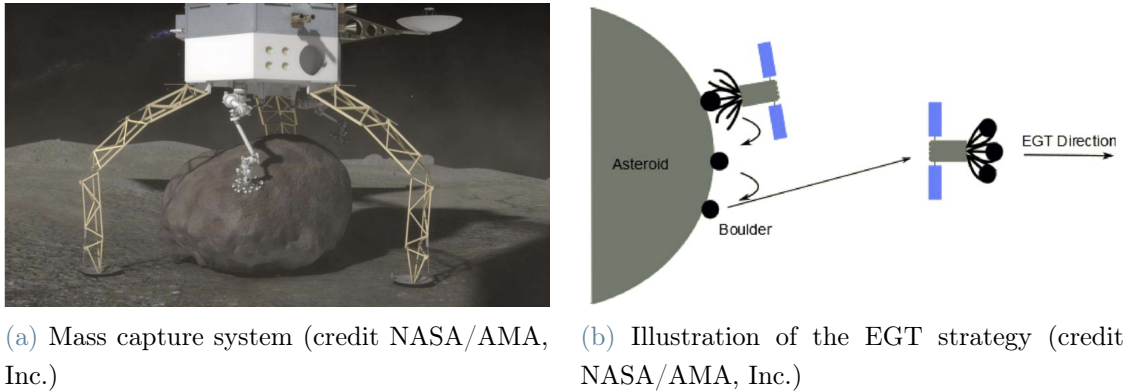 Asteroid
Boulder
EGT Direction
(a) Mass capture system (credit NASA/AMA,
Inc.)
(b) Illustration of the EGT strategy (credit
NASA/AMA, Inc.)